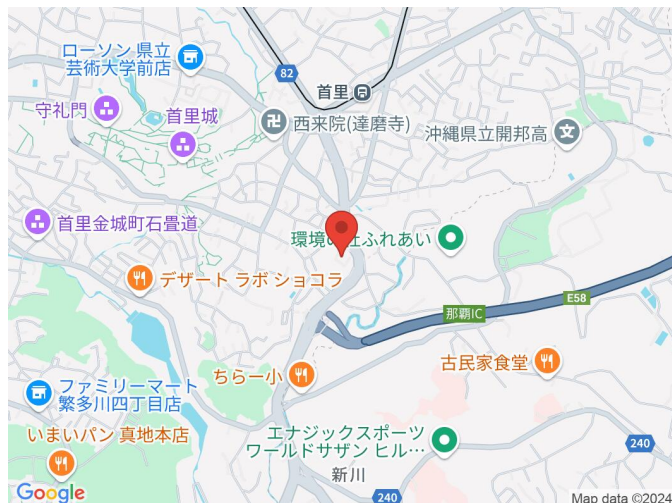 ローソン 県立
芸術大学前店
82
首里
守礼門
首里城
西来院(達磨寺)
沖縄県立開邦高
首里金城町石畳道
環境の杜ふれあい
デザート ラボ ショコラ
E58
那覇IC
ちらー小
古民家食堂
ファミリーマート
繁多川四丁目店
いまいパン 真地本店
エナジックスポーツ
ワールドサザン ヒル…
240
新川
240
Google
Map data ©2024